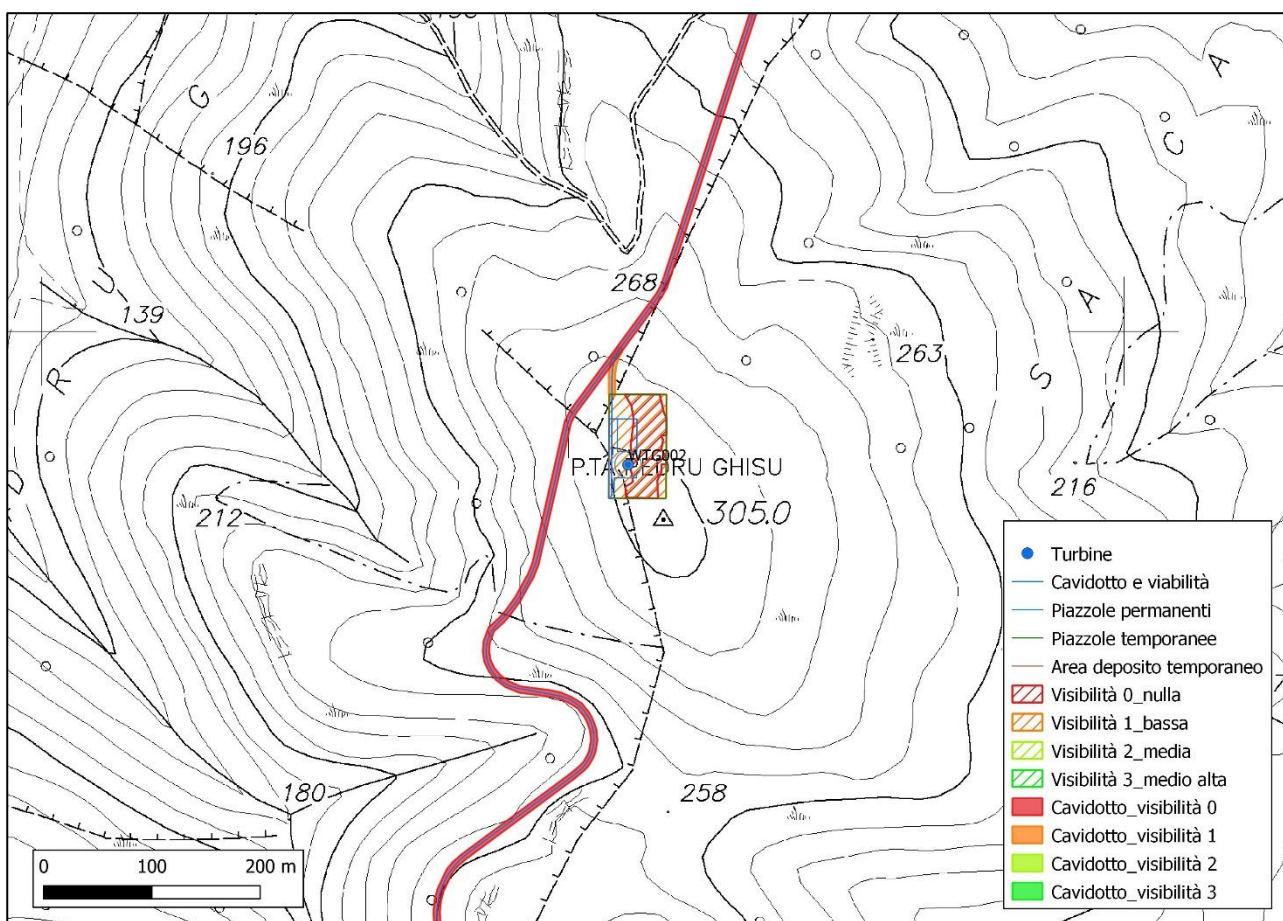 G
196
U
139
R
D
268
263
A
C
A
S
216
WTG002
P.TA PEDRU GHISU
305.0
212
180
258
0 100 200 m
Turbine
Cavidotto e viabilità
Piazzole permanenti
Piazzole temporanee
Area deposito temporaneo
Visibilità 0_nulla
Visibilità 1_bassa
Visibilità 2_media
Visibilità 3_medio alta
Cavidotto_visibilità 0
Cavidotto_visibilità 1
Cavidotto_visibilità 2
Cavidotto_visibilità 3